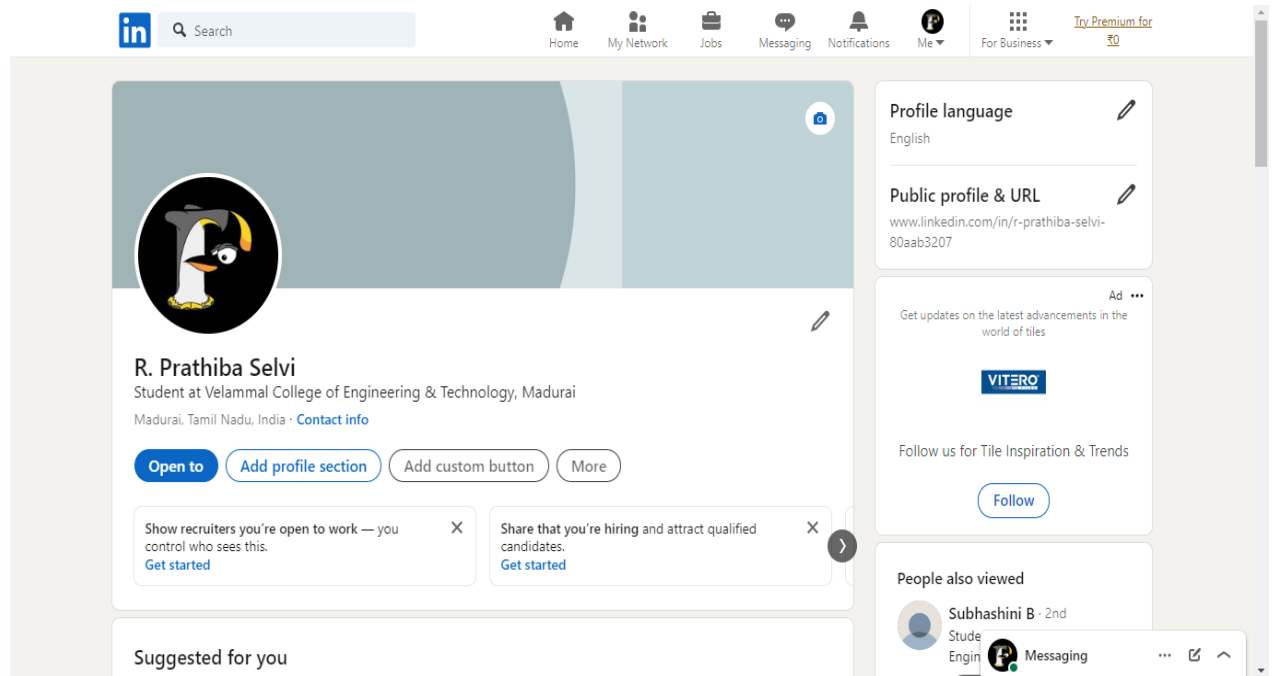 in
Search
Home
My Network
Jobs
Messaging
Notifications
Me
For Business
Try Premium for
₹0
R. Prathiba Selvi
Student at Velammal College of Engineering & Technology, Madurai
Madurai, Tamil Nadu, India · Contact info
Open to
Add profile section
Add custom button
More
Show recruiters you're open to work — you
control who sees this.
Get started
Share that you're hiring and attract qualified
candidates.
Get started
Suggested for you
Profile language
English
Public profile & URL
www.linkedin.com/in/r-prathiba-selvi-
80aab3207
Ad
Get updates on the latest advancements in the
world of tiles
VITERO
Follow us for Tile Inspiration & Trends
Follow
People also viewed
Subhashini B · 2nd
Messaging